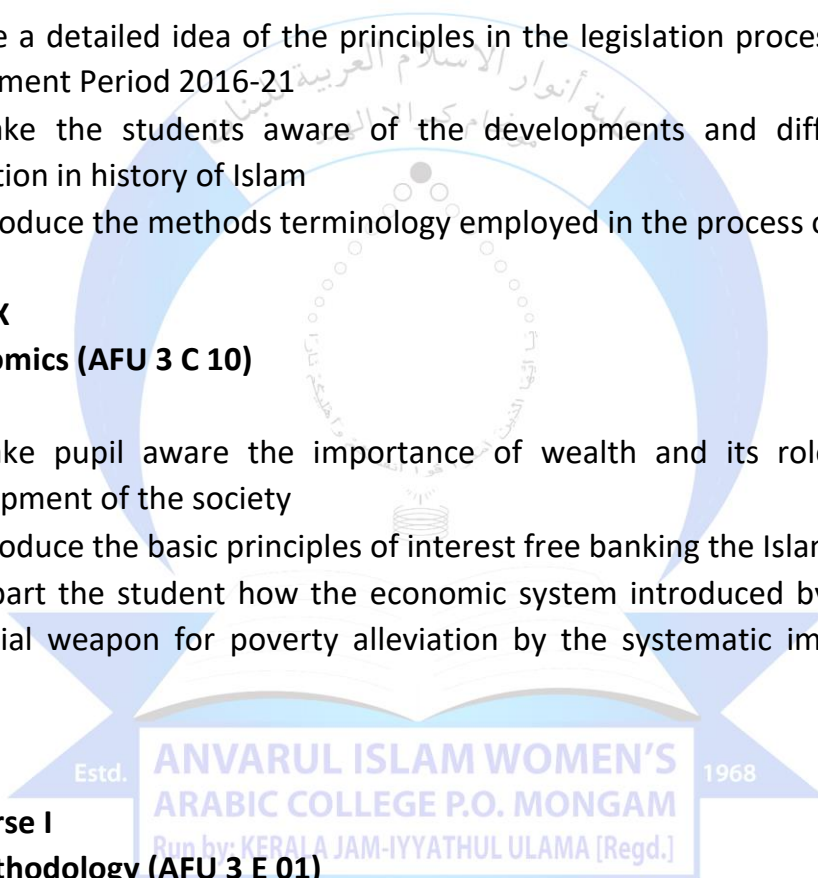 e a detailed idea of the principles in the legislation proces
ment Period 2016-21
ake the students aware of the developments and diff
tion in history of Islam
oduce the methods terminology employed in the process o
X
omics (AFU 3 C 10)
ake pupil aware the importance of wealth and its role
pment of the society
oduce the basic principles of interest free banking the Islam
part the student how the economic system introduced by
ial weapon for poverty alleviation by the systematic im
Estd.
ANVARUL ISLAM WOMEN'S
1968
ARABIC COLLEGE P.O. MONGAM
rse I
Run by: KERALA JAM-IYYATHUL ULAMA [Regd.]
thodology (AFU 3 E 01)